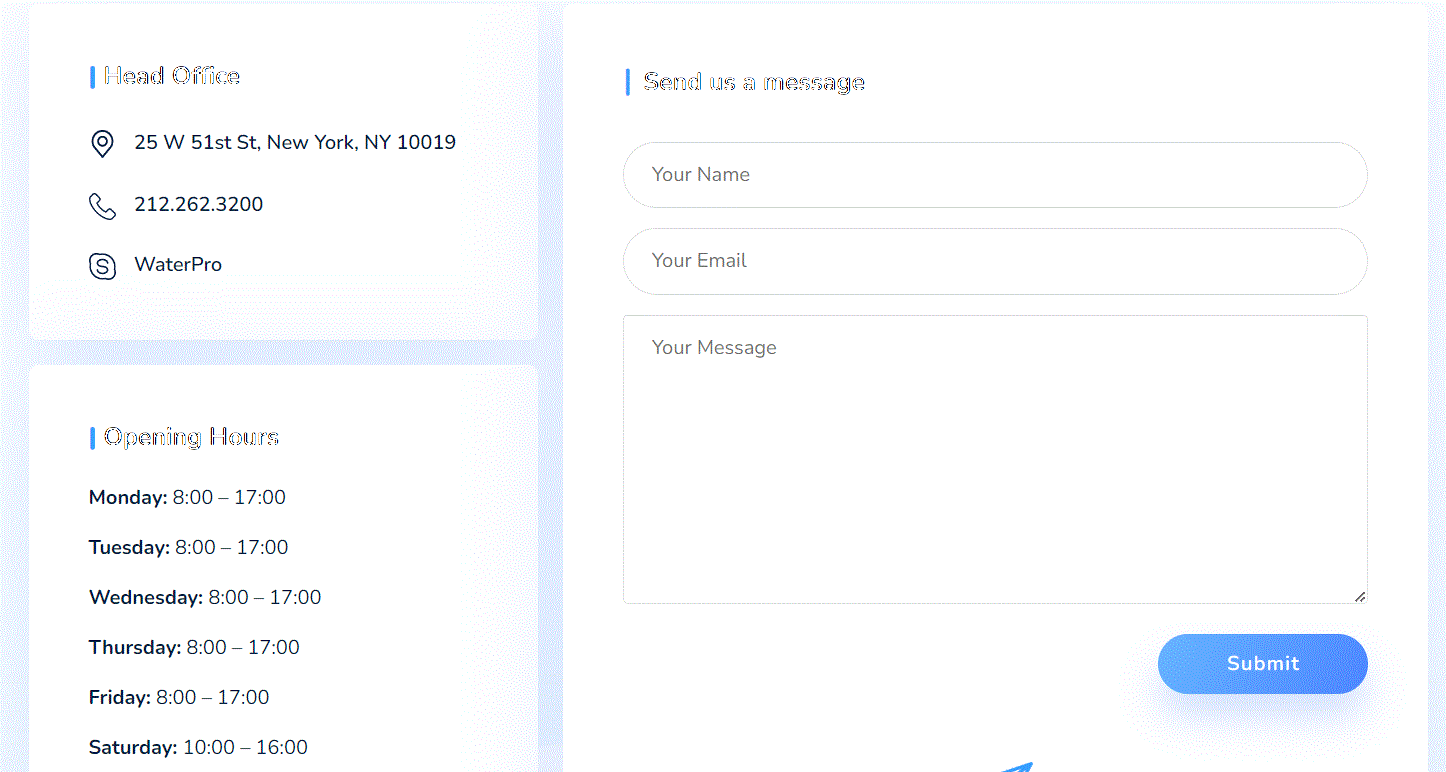 Head Office
25 W 51st St, New York, NY 10019
212.262.3200
WaterPro
Opening Hours
Monday: 8:00 – 17:00
Tuesday: 8:00 – 17:00
Wednesday: 8:00 – 17:00
Thursday: 8:00 – 17:00
Friday: 8:00 – 17:00
Saturday: 10:00 – 16:00
Send us a message
Your Name
Your Email
Your Message
Submit